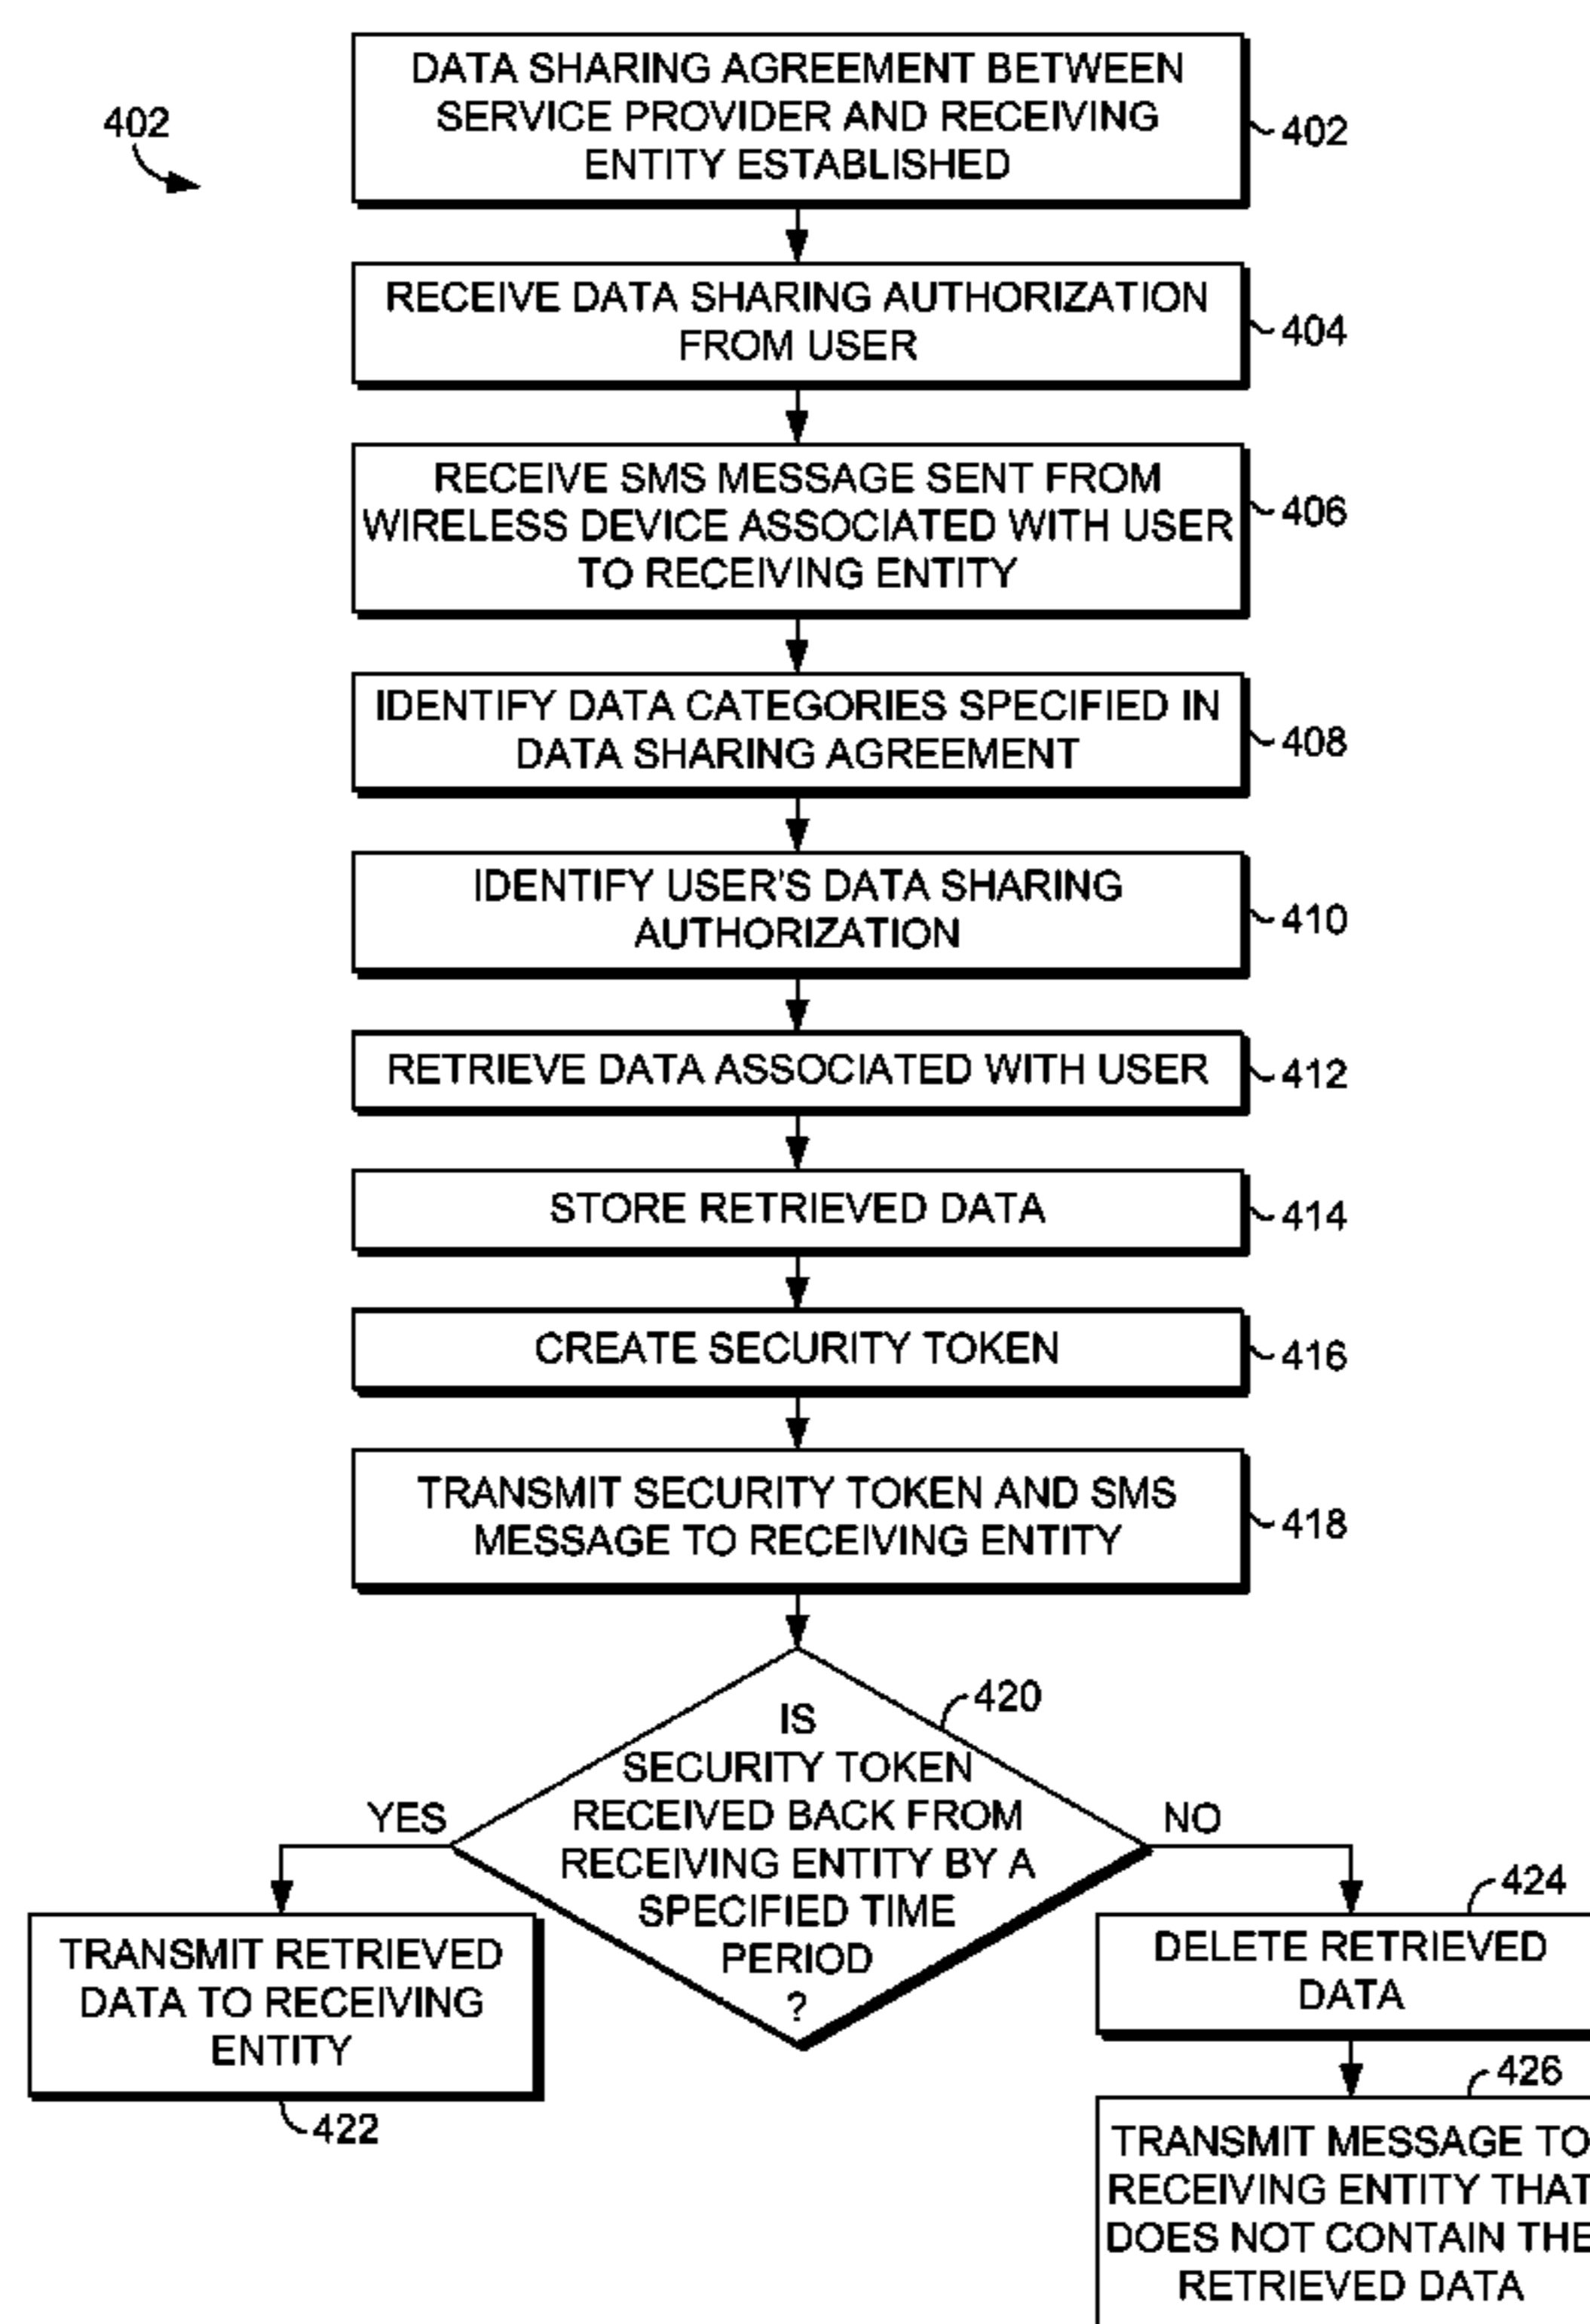 402
DATA SHARING AGREEMENT BETWEEN
SERVICE PROVIDER AND RECEIVING
ENTITY ESTABLISHED
402
RECEIVE DATA SHARING AUTHORIZATION
FROM USER
404
RECEIVE SMS MESSAGE SENT FROM
WIRELESS DEVICE ASSOCIATED WITH USER
TO RECEIVING ENTITY
406
IDENTIFY DATA CATEGORIES SPECIFIED IN
DATA SHARING AGREEMENT
408
IDENTIFY USER'S DATA SHARING
AUTHORIZATION
410
RETRIEVE DATA ASSOCIATED WITH USER
412
STORE RETRIEVED DATA
414
CREATE SECURITY TOKEN
416
TRANSMIT SECURITY TOKEN AND SMS
MESSAGE TO RECEIVING ENTITY
418
IS
SECURITY TOKEN
RECEIVED BACK FROM
RECEIVING ENTITY BY A
SPECIFIED TIME
PERIOD
?
420
YES
TRANSMIT RETRIEVED
DATA TO RECEIVING
ENTITY
422
NO
424
DELETE RETRIEVED
DATA
426
TRANSMIT MESSAGE TO
RECEIVING ENTITY THAT
DOES NOT CONTAIN THE
RETRIEVED DATA